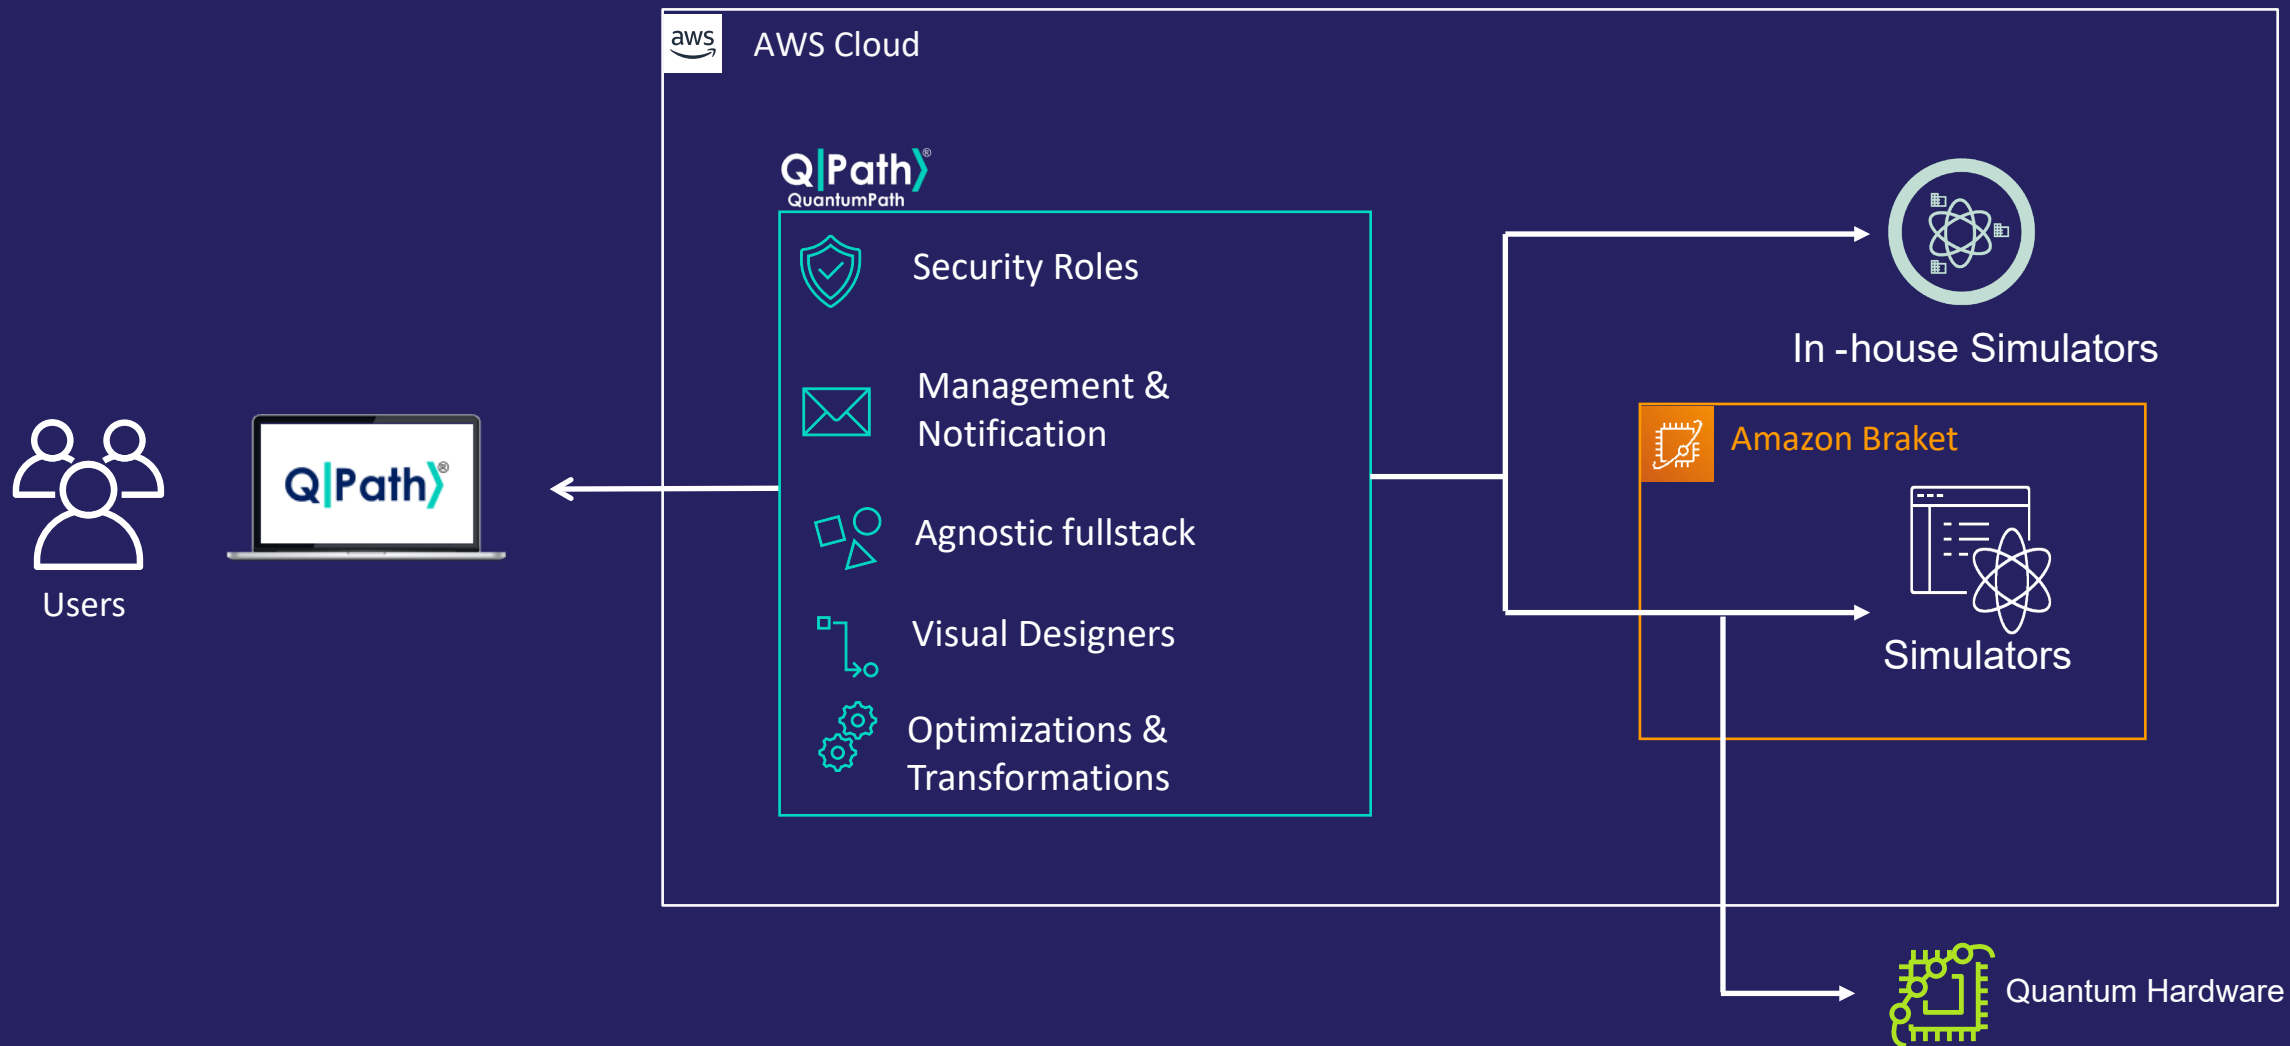 aws
AWS Cloud
Q|Path⟩®
QuantumPath
Security Roles
Management &
Notification
Agnostic fullstack
Visual Designers
Optimizations &
Transformations
Users
Q|Path⟩®
In -house Simulators
Amazon Braket
Simulators
Quantum Hardware